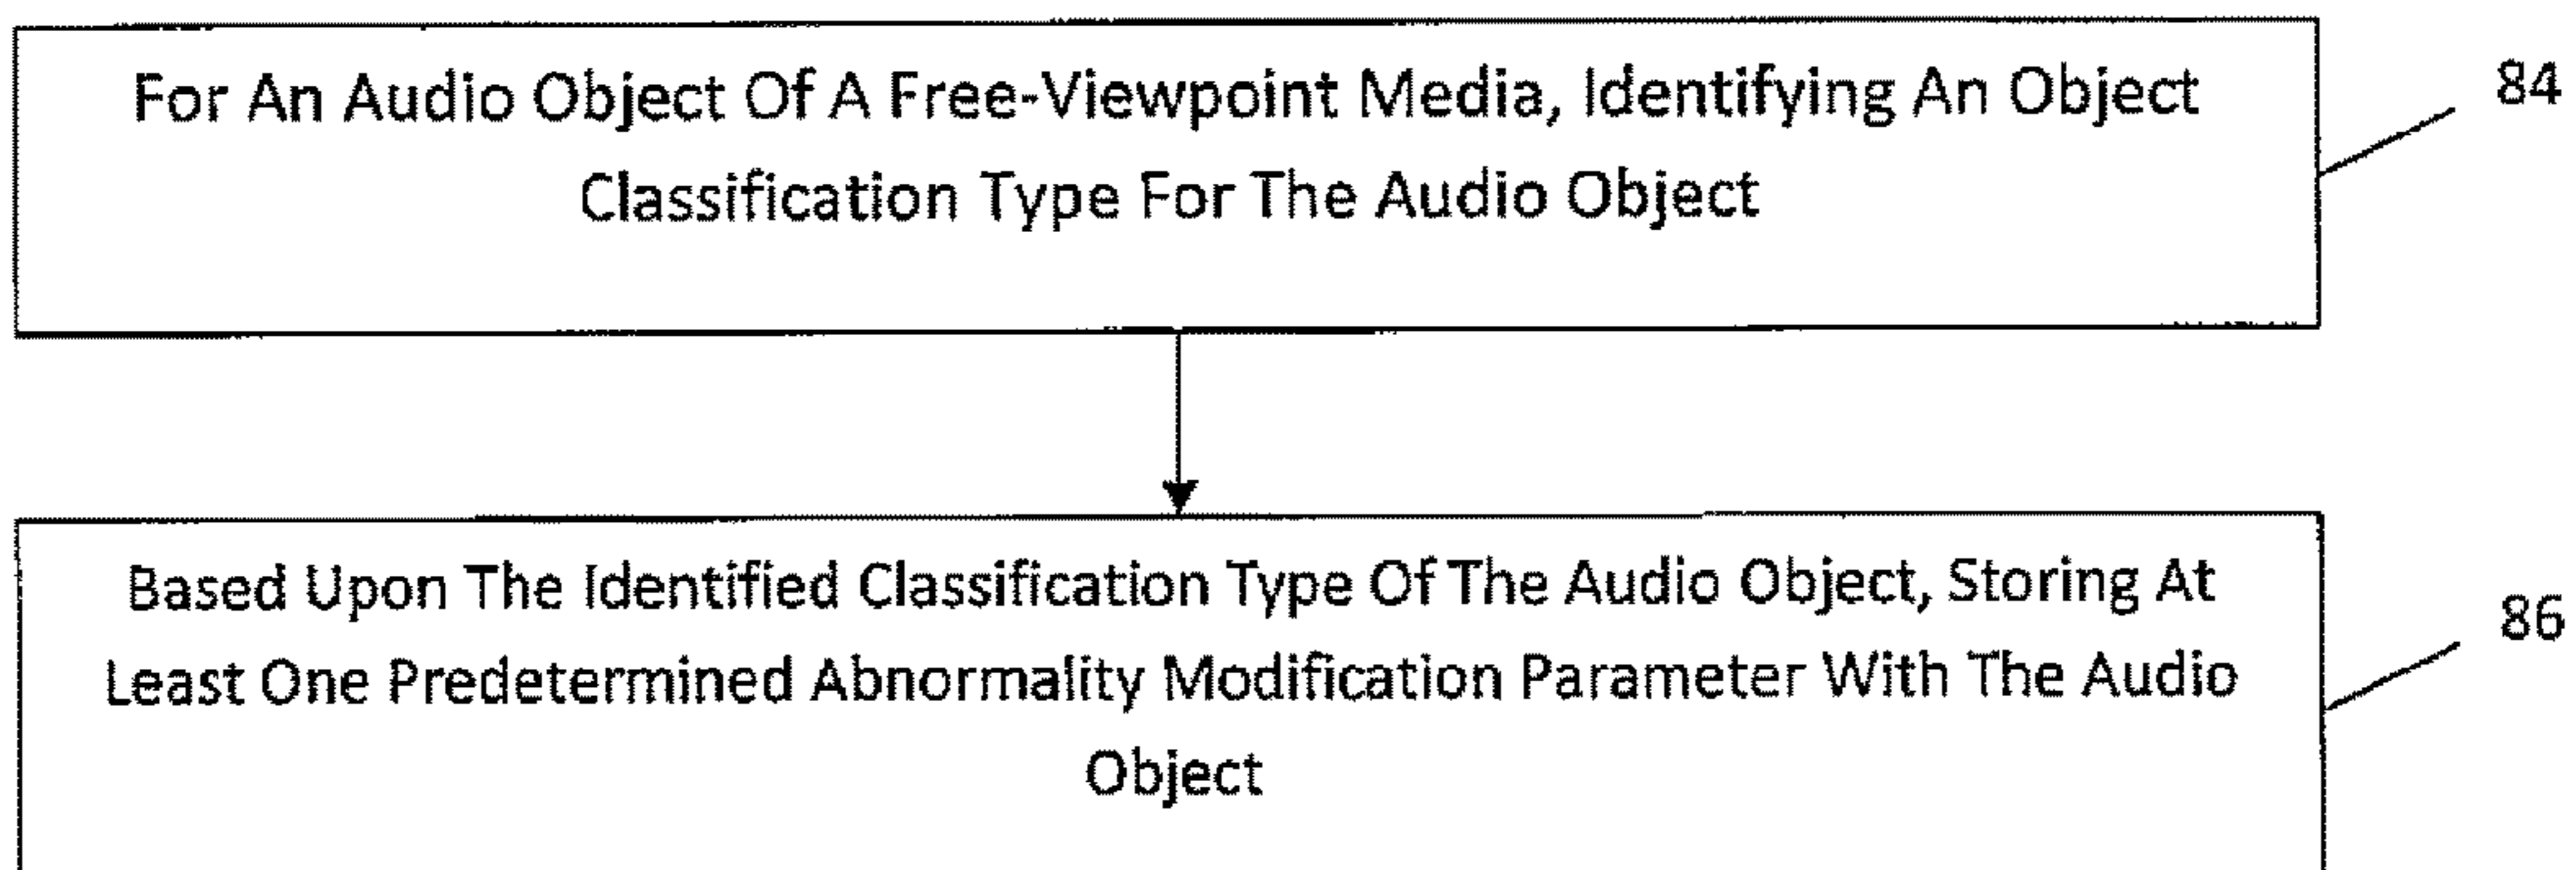 For An Audio Object Of A Free-Viewpoint Media, Identifying An Object
Classification Type For The Audio Object
84
Based Upon The Identified Classification Type Of The Audio Object, Storing At
Least One Predetermined Abnormality Modification Parameter With The Audio
Object
86